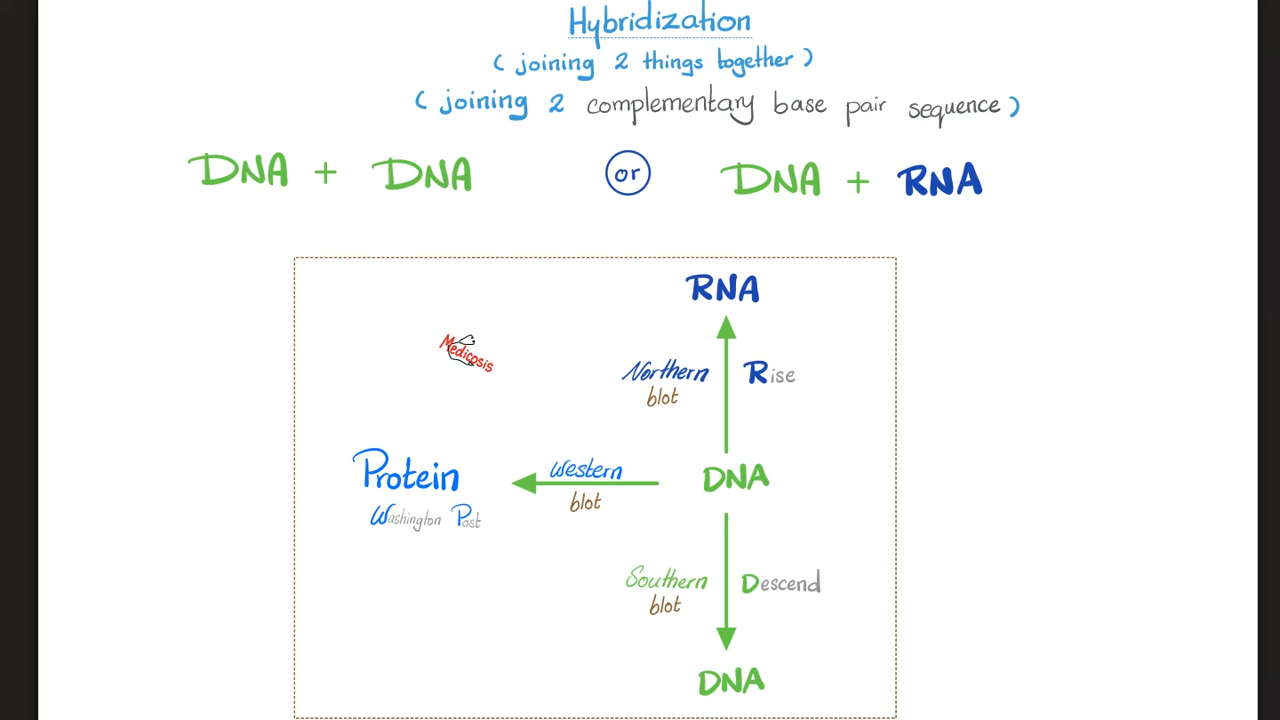 Hybridization
( joining 2 things together )
( joining 2 complementary base pair sequence )
DNA + DNA or DNA + RNA
RNA
Medicosis
Northern Rise
blot
Protein Western DNA
blot
Washington Post
Southern Descend
blot
DNA